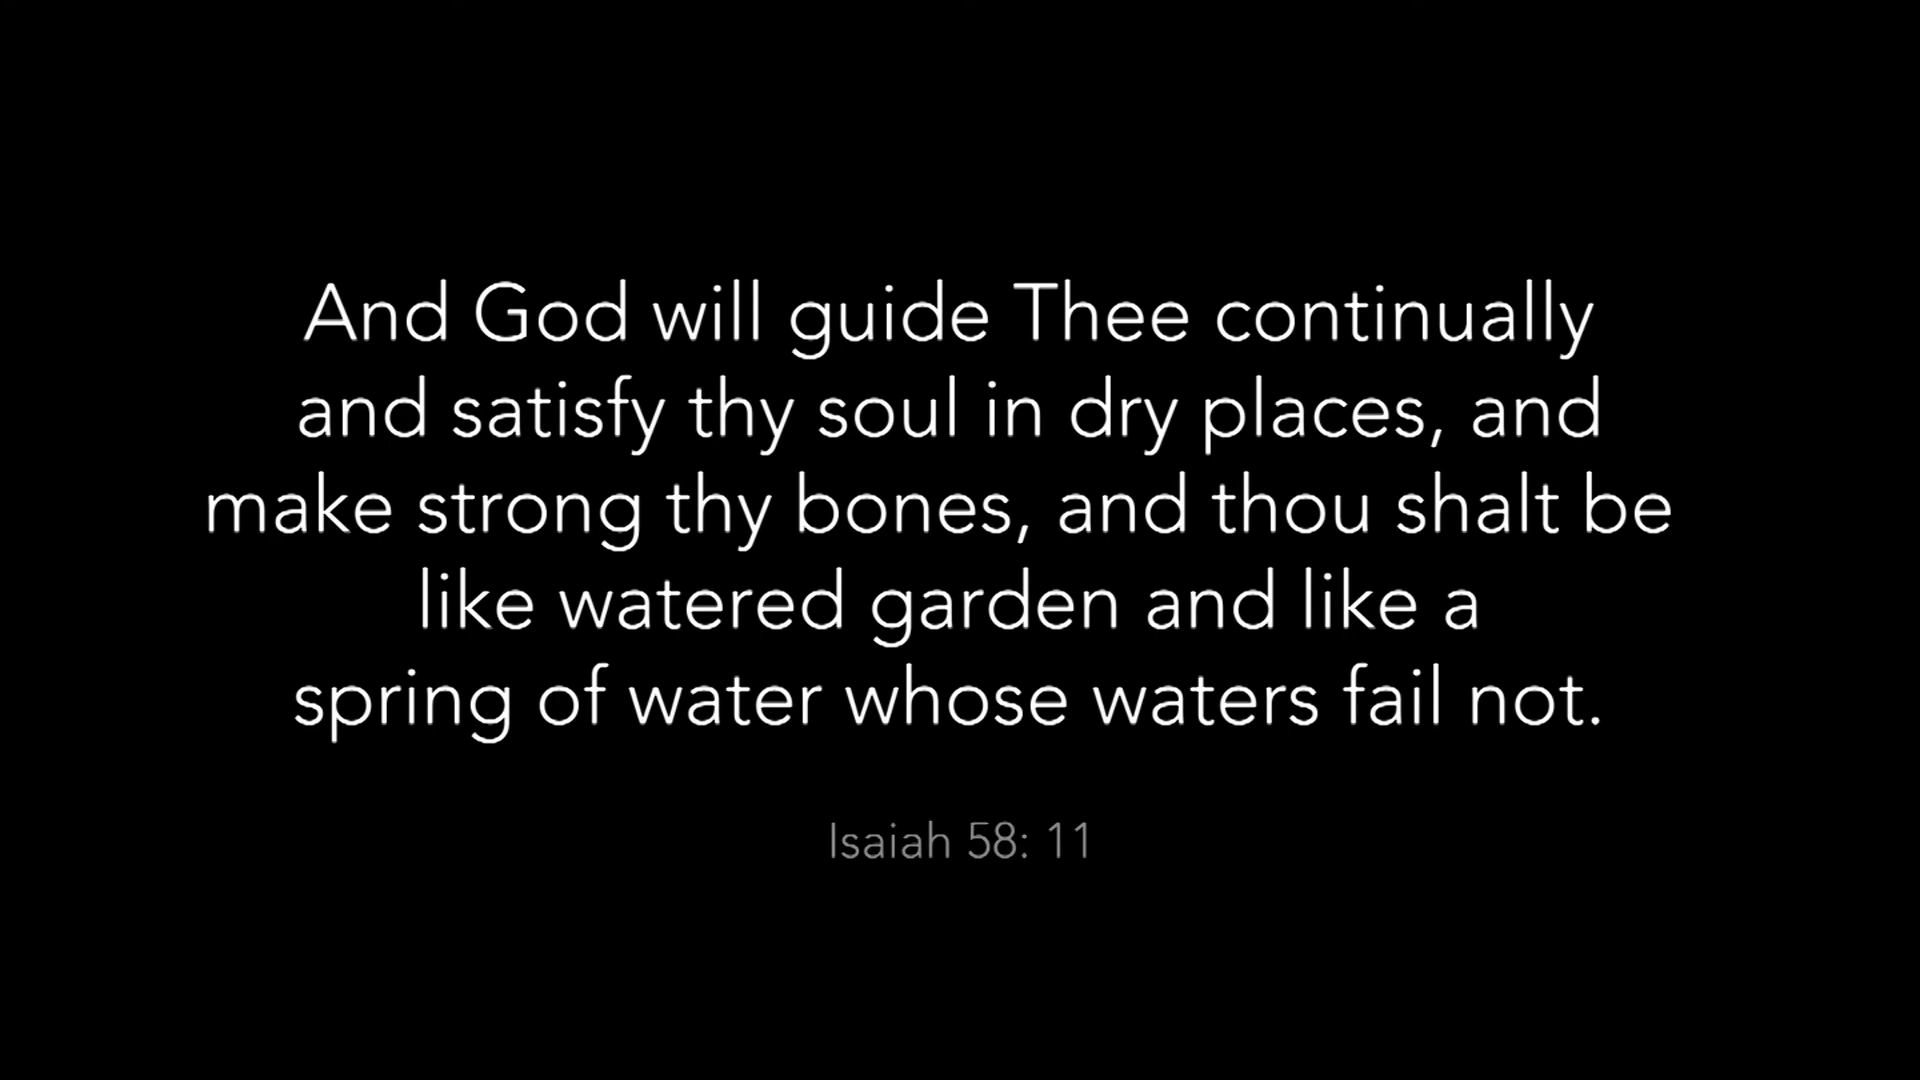 And God will guide Thee continually
and satisfy thy soul in dry places, and
make strong thy bones, and thou shalt be
like watered garden and like a
spring of water whose waters fail not.
Isaiah 58: 11